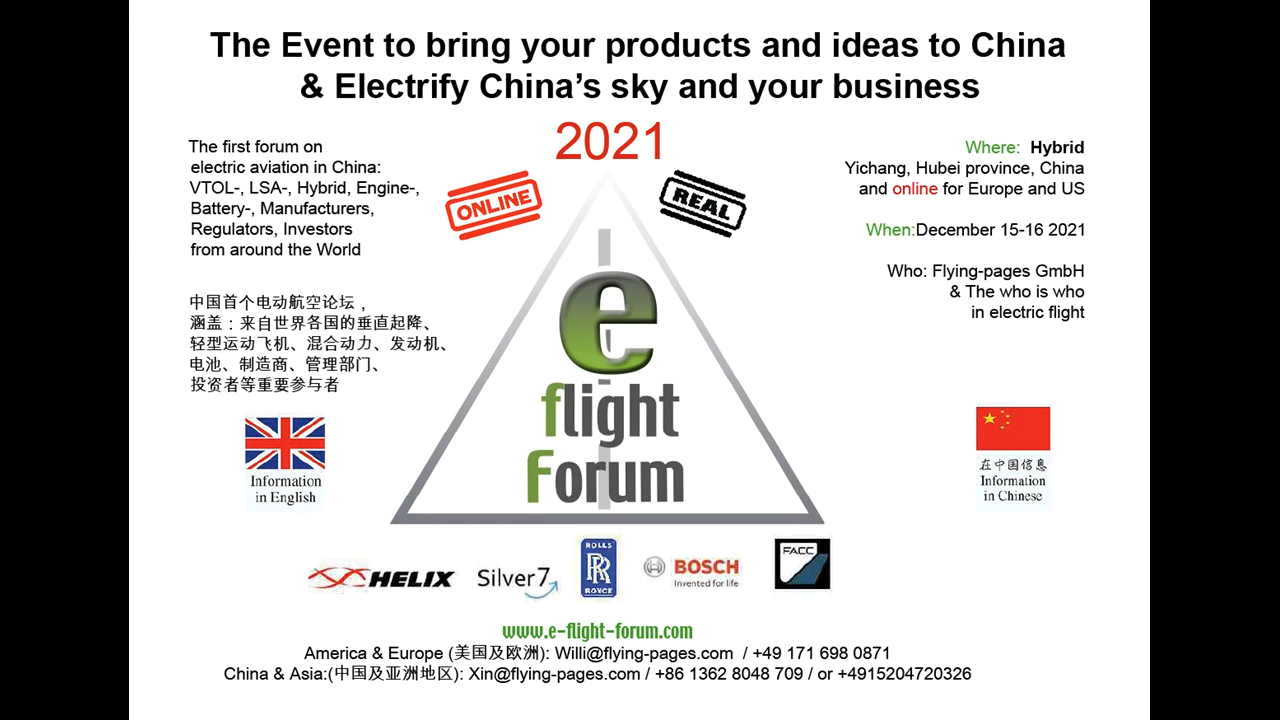 The Event to bring your products and ideas to China
& Electrify China’s sky and your business
2021
The first forum on
electric aviation in China:
VTOL-, LSA-, Hybrid, Engine-,
Battery-, Manufacturers,
Regulators, Investors
from around the World
中国首个电动航空论坛，
涵盖：来自世界各国的垂直起降、
轻型运动飞机、混合动力、发动机、
电池、制造商、管理部门、
投资者等重要参与者
ONLINE
REAL
Where: Hybrid
Yichang, Hubei province, China
and online for Europe and US
When:December 15-16 2021
Who: Flying-pages GmbH
& The who is who
in electric flight
e
flight
Forum
Information
in English
在中国信息
Information
in Chinese
HELIX
Silver7
ROLLS
RR
ROYCE
BOSCH
Invented for life
FACC
www.e-flight-forum.com
America & Europe (美国及欧洲): Willi@flying-pages.com / +49 171 698 0871
China & Asia:(中国及亚洲地区): Xin@flying-pages.com / +86 1362 8048 709 / or +4915204720326